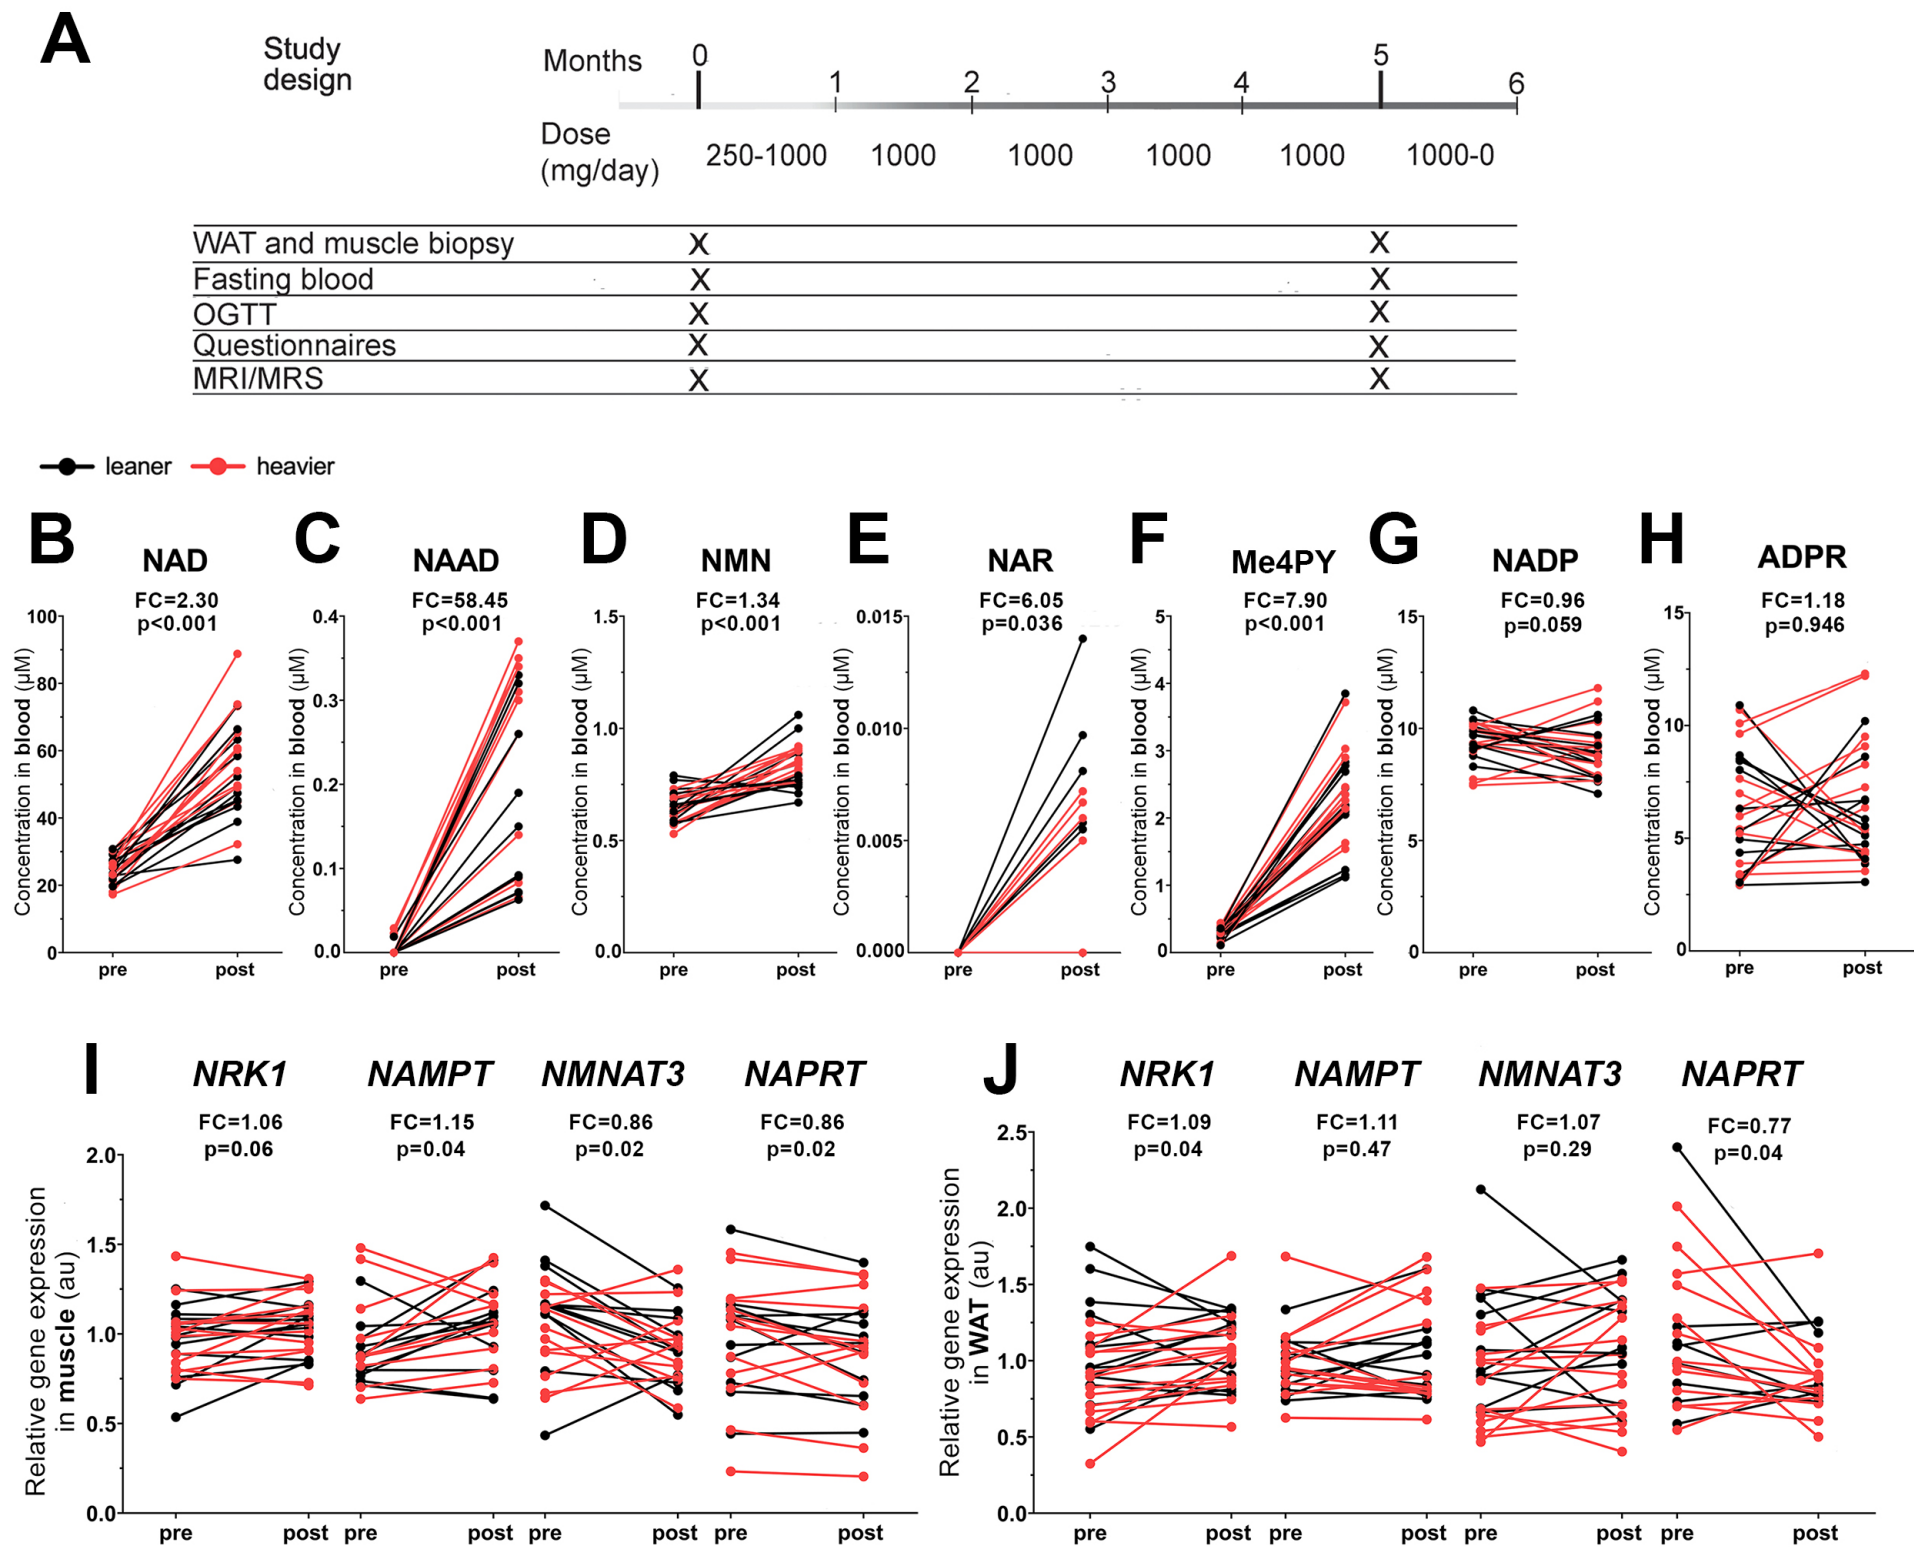 A
Study
design
Months
0
1
2
3
4
5
6
Dose
(mg/day)
250-1000
1000
1000
1000
1000
1000-0
WAT and muscle biopsy
X
X
Fasting blood
X
X
OGTT
X
X
Questionnaires
X
X
MRI/MRS
X
X
leaner
heavier
B
NAD
FC=2.30
p<0.001
Concentration in blood (μM)
100
80
60
40
20
0
pre
post
C
NAAD
FC=58.45
p<0.001
Concentration in blood (μM)
0.4
0.3
0.2
0.1
0.0
pre
post
D
NMN
FC=1.34
p<0.001
Concentration in blood (μM)
1.5
1.0
0.5
0.0
pre
post
E
NAR
FC=6.05
p=0.036
Concentration in blood (μM)
0.015
0.010
0.005
0.000
pre
post
F
Me4PY
FC=7.90
p<0.001
Concentration in blood (μM)
5
4
3
2
1
0
pre
post
G
NADP
FC=0.96
p=0.059
Concentration in blood (μM)
15
10
5
0
pre
post
H
ADPR
FC=1.18
p=0.946
Concentration in blood (μM)
15
10
5
0
pre
post
I
Relative gene expression
in muscle (au)
2.0
1.5
1.0
0.5
0.0
NRK1
FC=1.06
p=0.06
pre
post
NAMPT
FC=1.15
p=0.04
pre
post
NMNAT3
FC=0.86
p=0.02
pre
post
NAPRT
FC=0.86
p=0.02
pre
post
J
Relative gene expression
in WAT (au)
2.5
2.0
1.5
1.0
0.5
0.0
NRK1
FC=1.09
p=0.04
pre
post
NAMPT
FC=1.11
p=0.47
pre
post
NMNAT3
FC=1.07
p=0.29
pre
post
NAPRT
FC=0.77
p=0.04
pre
post